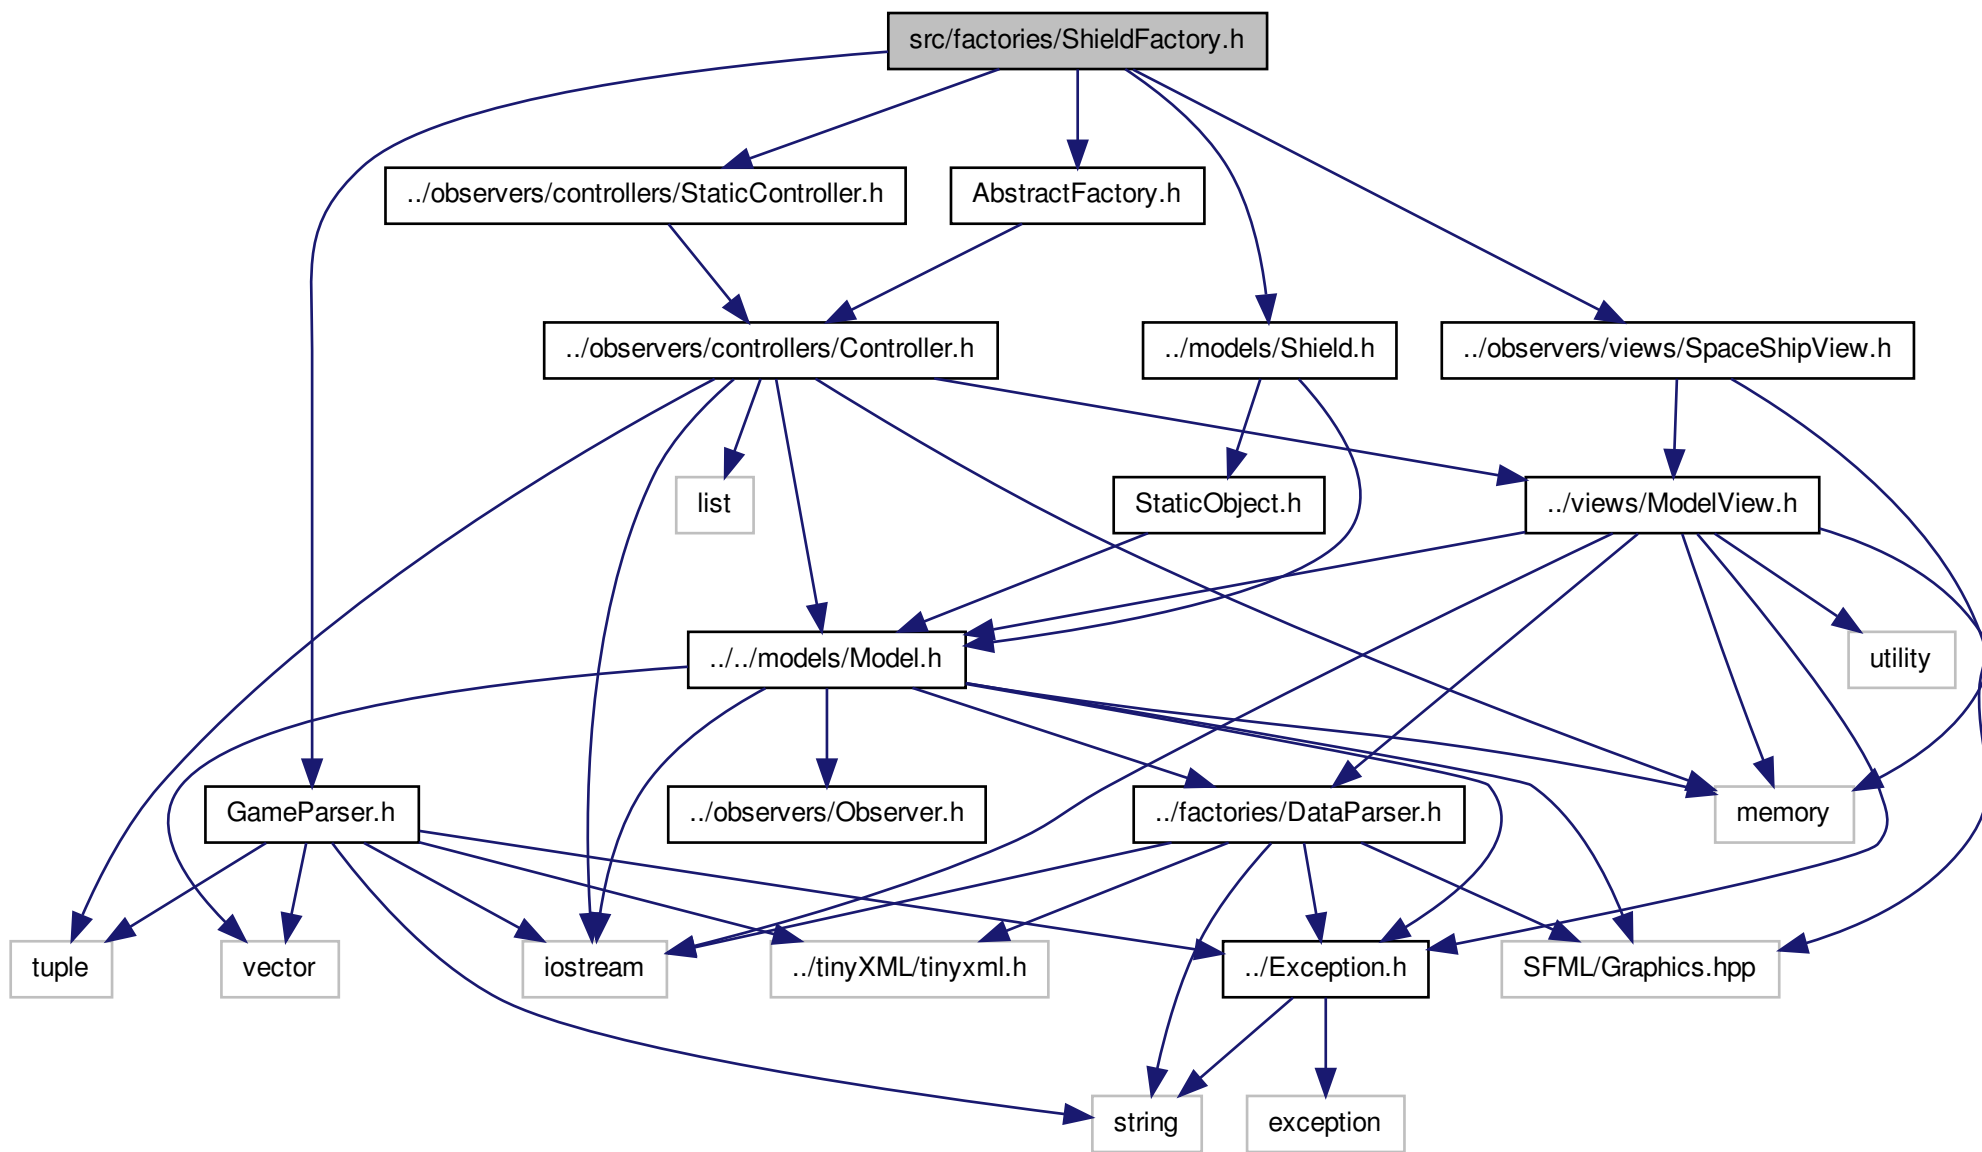 src/factories/ShieldFactory.h
../observers/controllers/StaticController.h
AbstractFactory.h
../observers/controllers/Controller.h
../models/Shield.h
../observers/views/SpaceShipView.h
list
StaticObject.h
../views/ModelView.h
../../models/Model.h
utility
GameParser.h
../observers/Observer.h
../factories/DataParser.h
memory
tuple
vector
iostream
../tinyXML/tinyxml.h
../Exception.h
SFML/Graphics.hpp
string
exception